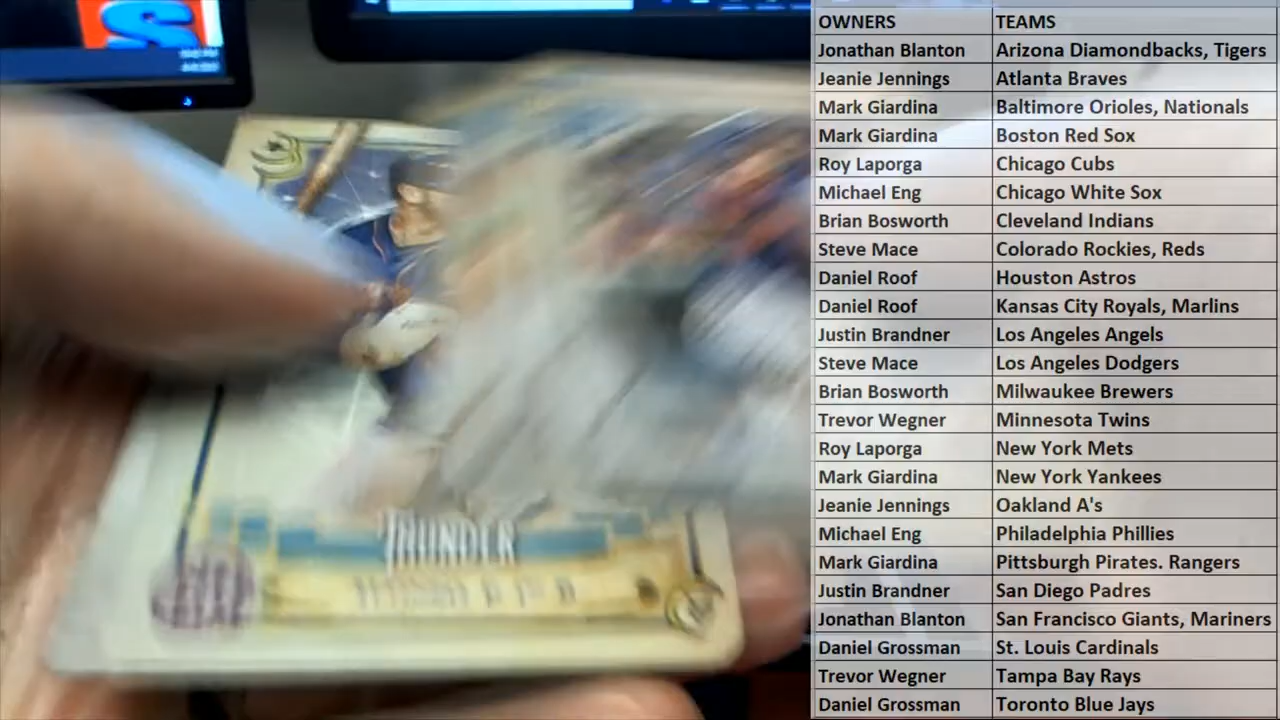 OWNERS TEAMS
Jonathan Blanton Arizona Diamondbacks, Tigers
Jeanie Jennings Atlanta Braves
Mark Giardina Baltimore Orioles, Nationals
Mark Giardina Boston Red Sox
Roy Laporga Chicago Cubs
Michael Eng Chicago White Sox
Brian Bosworth Cleveland Indians
Steve Mace Colorado Rockies, Reds
Daniel Roof Houston Astros
Daniel Roof Kansas City Royals, Marlins
Justin Brandner Los Angeles Angels
Steve Mace Los Angeles Dodgers
Brian Bosworth Milwaukee Brewers
Trevor Wegner Minnesota Twins
Roy Laporga New York Mets
Mark Giardina New York Yankees
Jeanie Jennings Oakland A's
Michael Eng Philadelphia Phillies
Mark Giardina Pittsburgh Pirates. Rangers
Justin Brandner San Diego Padres
Jonathan Blanton San Francisco Giants, Mariners
Daniel Grossman St. Louis Cardinals
Trevor Wegner Tampa Bay Rays
Daniel Grossman Toronto Blue Jays
THUNDER